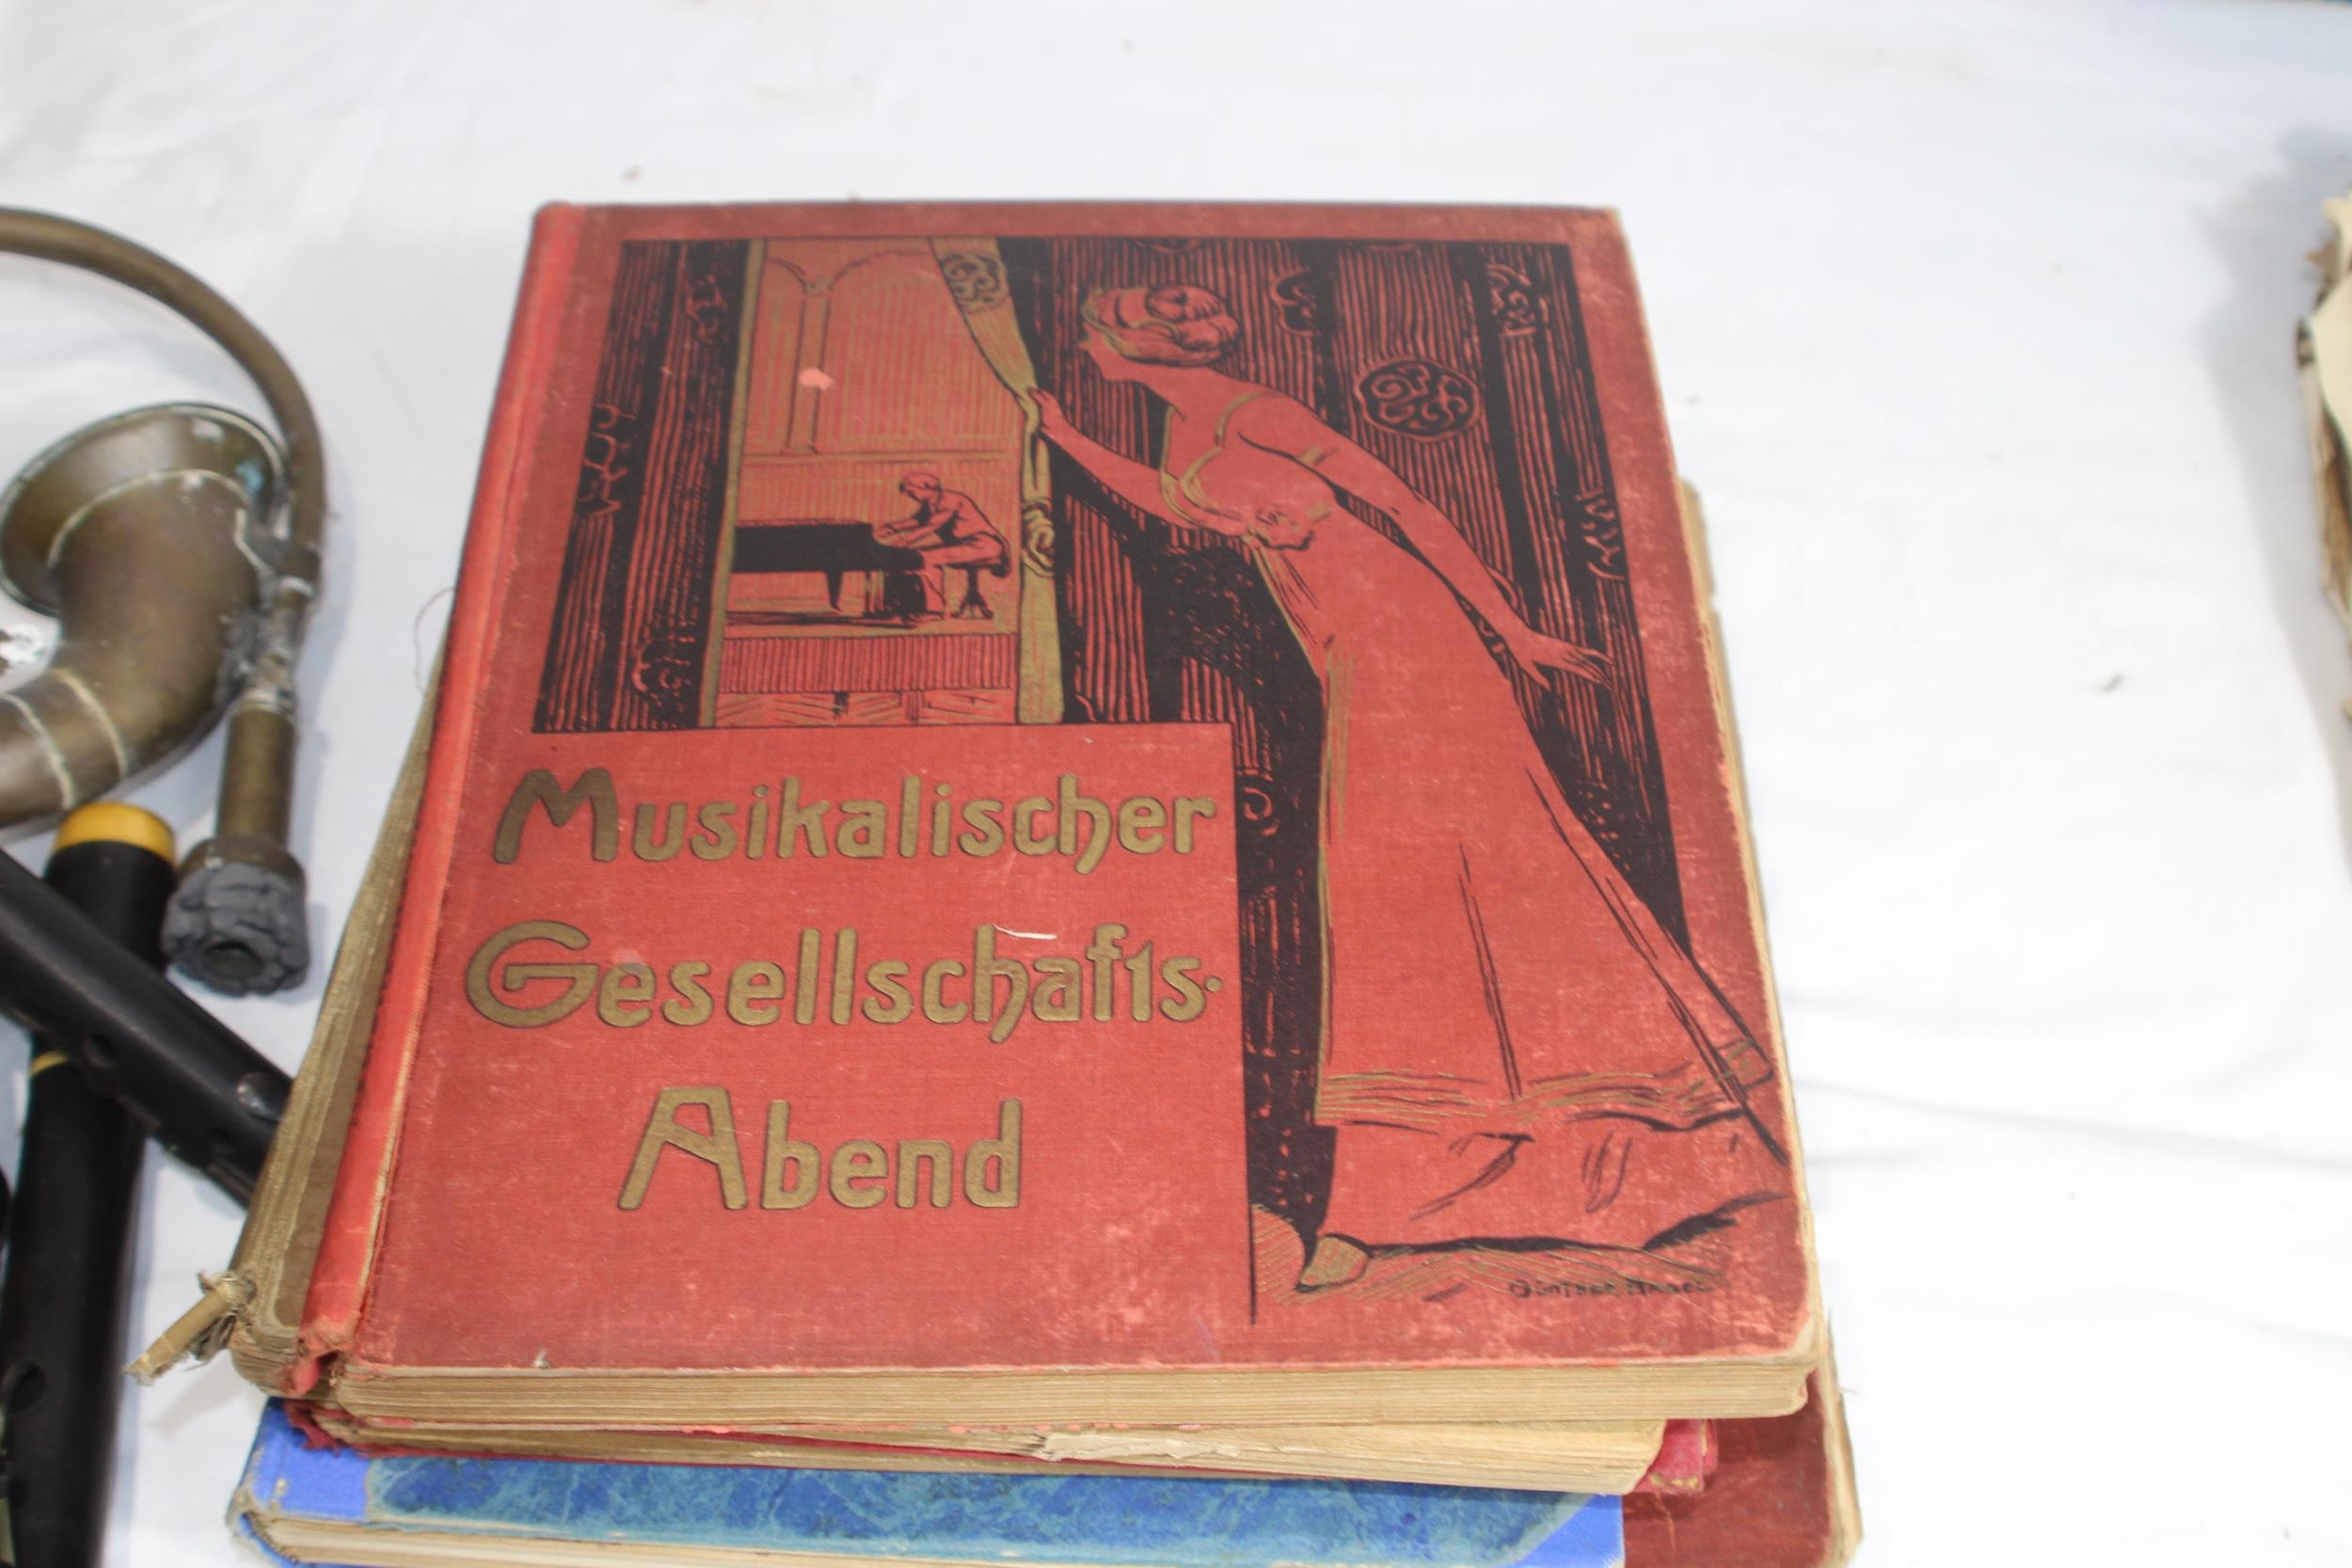 Musikalischer
Gesellschafts-
Abend